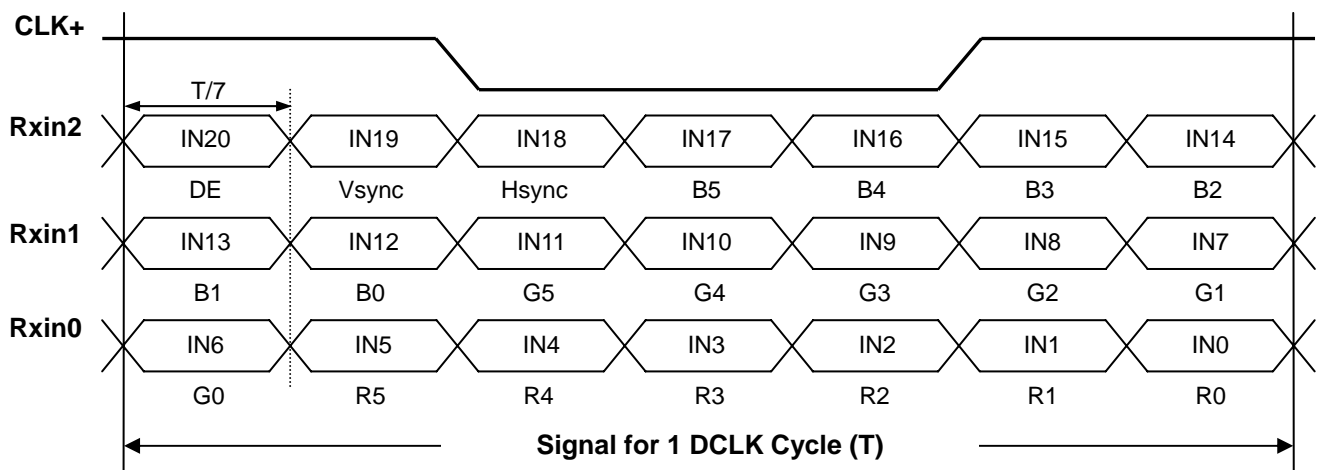 CLK+
T/7
Rxin2
IN20 IN19 IN18 IN17 IN16 IN15 IN14
DE Vsync Hsync B5 B4 B3 B2
Rxin1
IN13 IN12 IN11 IN10 IN9 IN8 IN7
B1 B0 G5 G4 G3 G2 G1
Rxin0
IN6 IN5 IN4 IN3 IN2 IN1 IN0
G0 R5 R4 R3 R2 R1 R0
Signal for 1 DCLK Cycle (T)